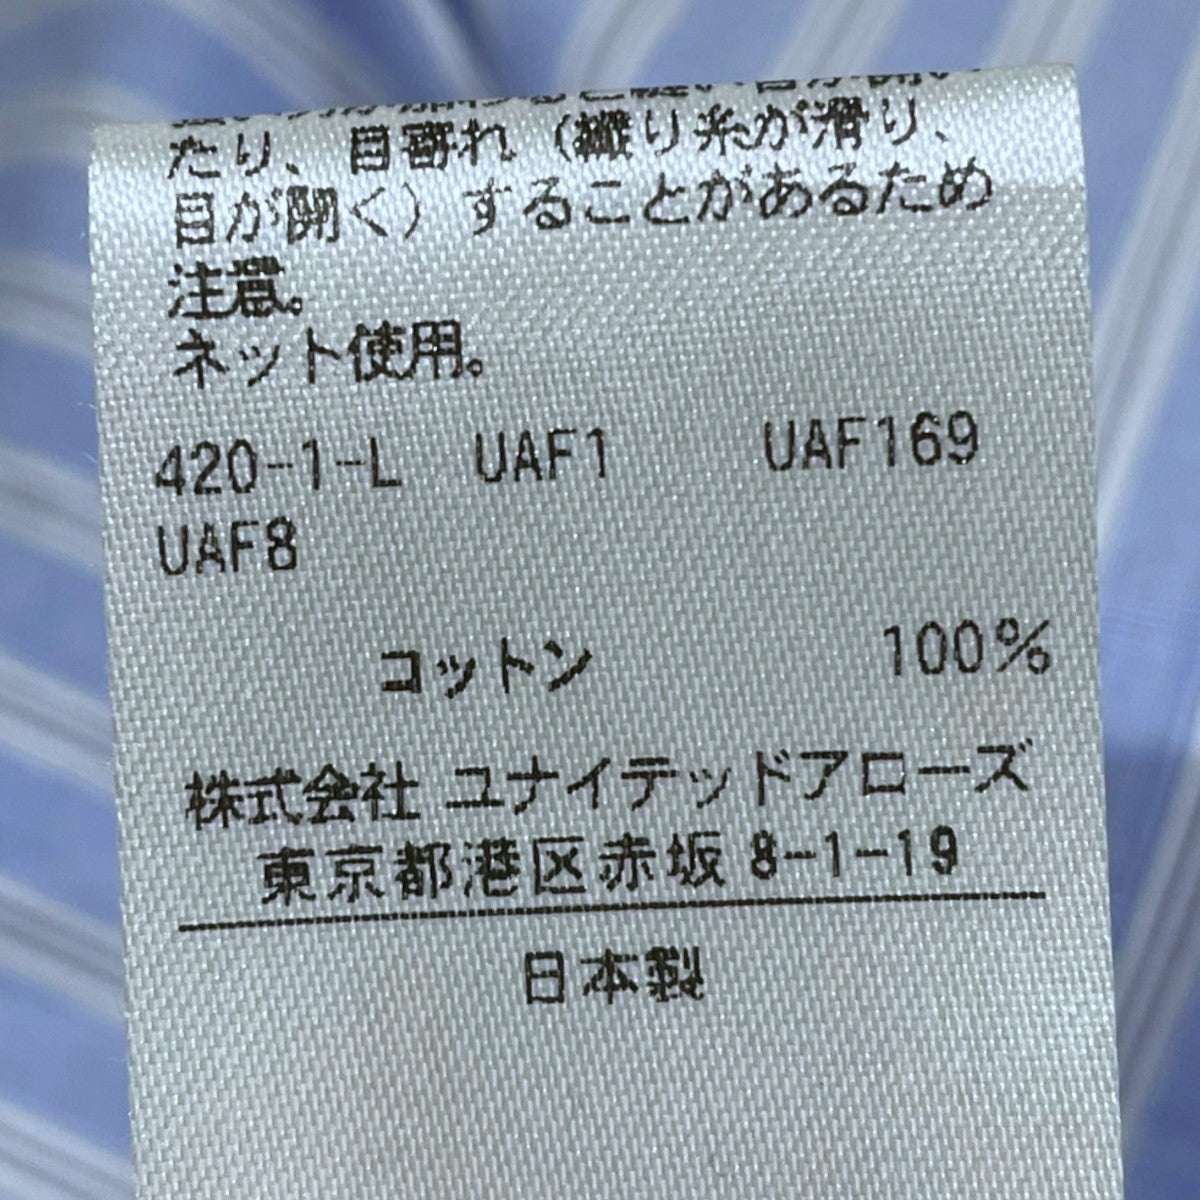 たり、目寄れ（織り糸が滑り、
目が開く）することがあるため
注意。
ネット使用。
420-1-L UAF1 UAF169
UAF8
コットン 100%
株式会社 ユナイテッドアローズ
東京都港区赤坂 8-1-19
日本製